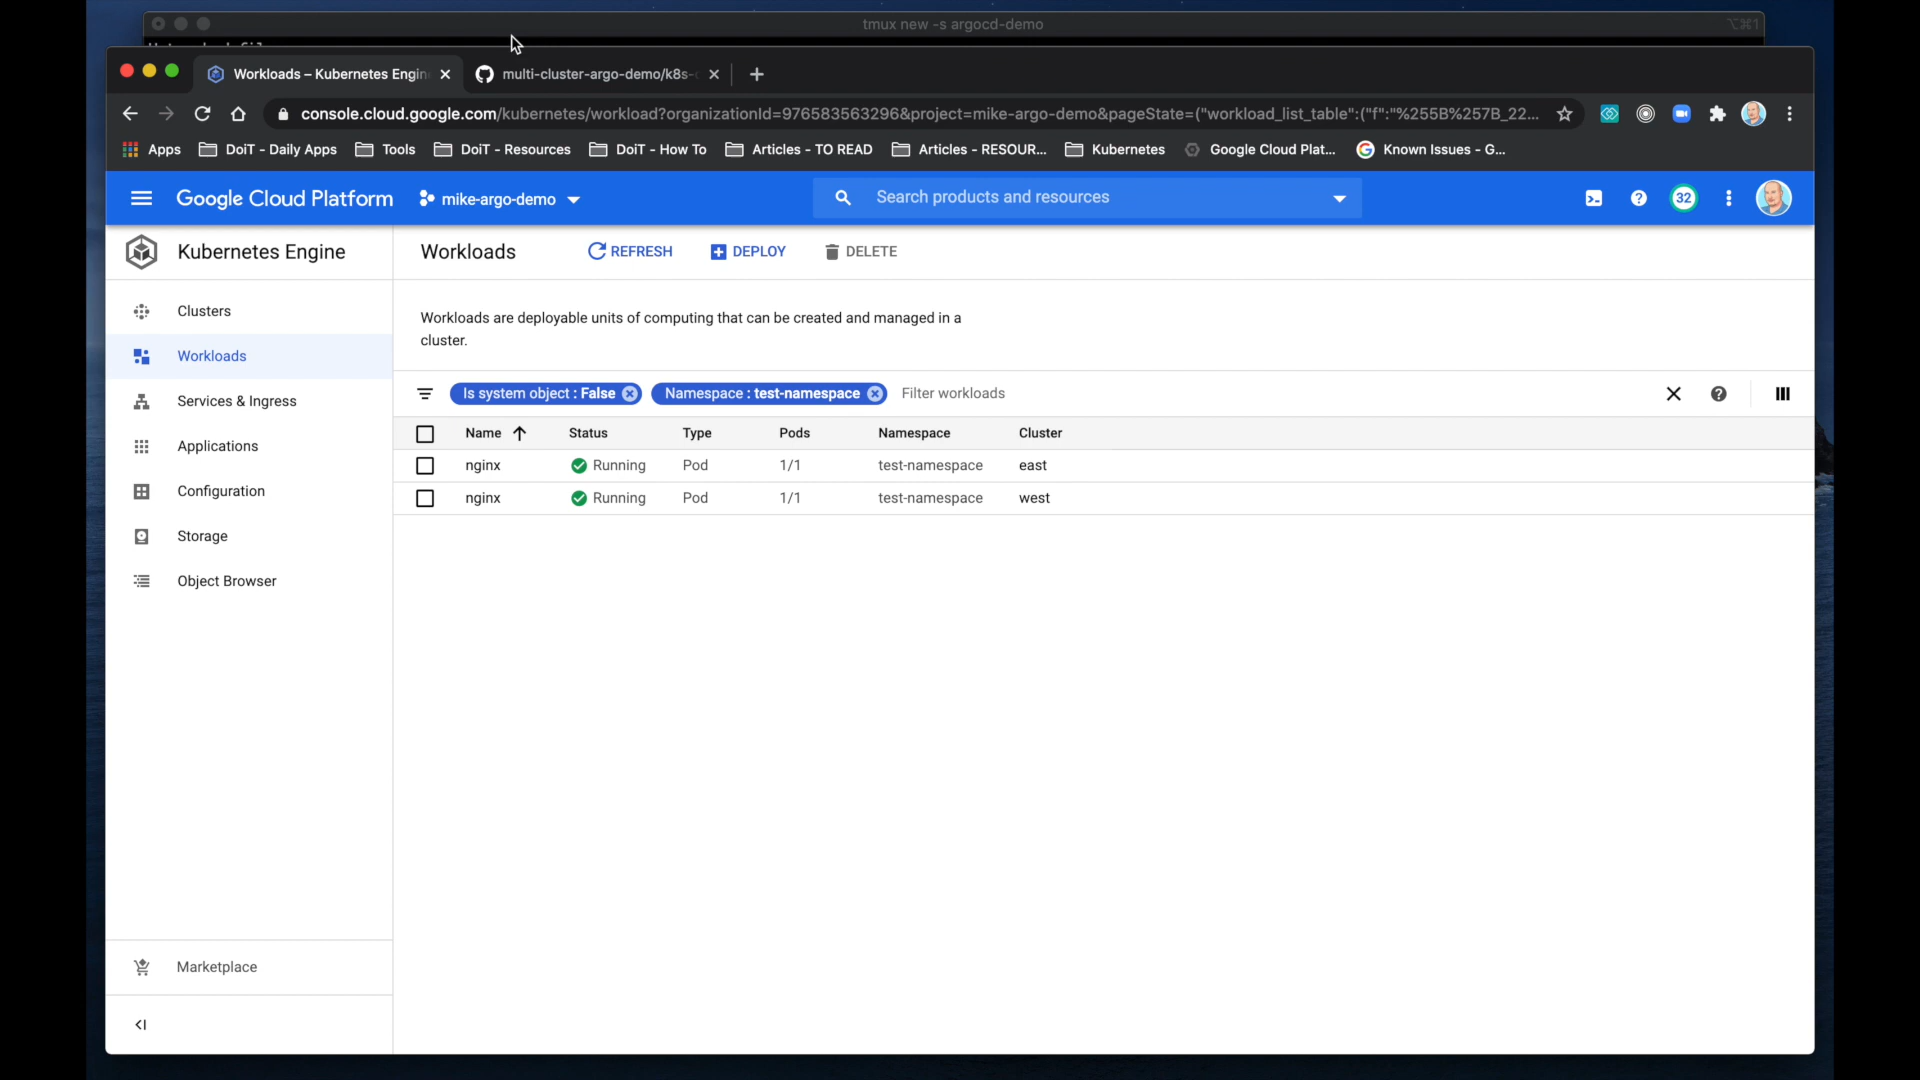 tmux new -s argocd-demo
⌥⌘1
Workloads – Kubernetes Engin
multi-cluster-argo-demo/k8s-
console.cloud.google.com/kubernetes/workload?organizationId=976583563296&project=mike-argo-demo&pageState=("workload_list_table":("f":"%255B%257B_22...
Apps
DoiT - Daily Apps
Tools
DoiT - Resources
DoiT - How To
Articles - TO READ
Articles - RESOUR...
Kubernetes
Google Cloud Plat...
Known Issues - G...
Google Cloud Platform
mike-argo-demo
Search products and resources
32
Kubernetes Engine
Clusters
Workloads
Services & Ingress
Applications
Configuration
Storage
Object Browser
Marketplace
Workloads
REFRESH
DEPLOY
DELETE
Workloads are deployable units of computing that can be created and managed in a
cluster.
Is system object : False
Namespace : test-namespace
Filter workloads
Name Status Type Pods Namespace Cluster
nginx Running Pod 1/1 test-namespace east
nginx Running Pod 1/1 test-namespace west